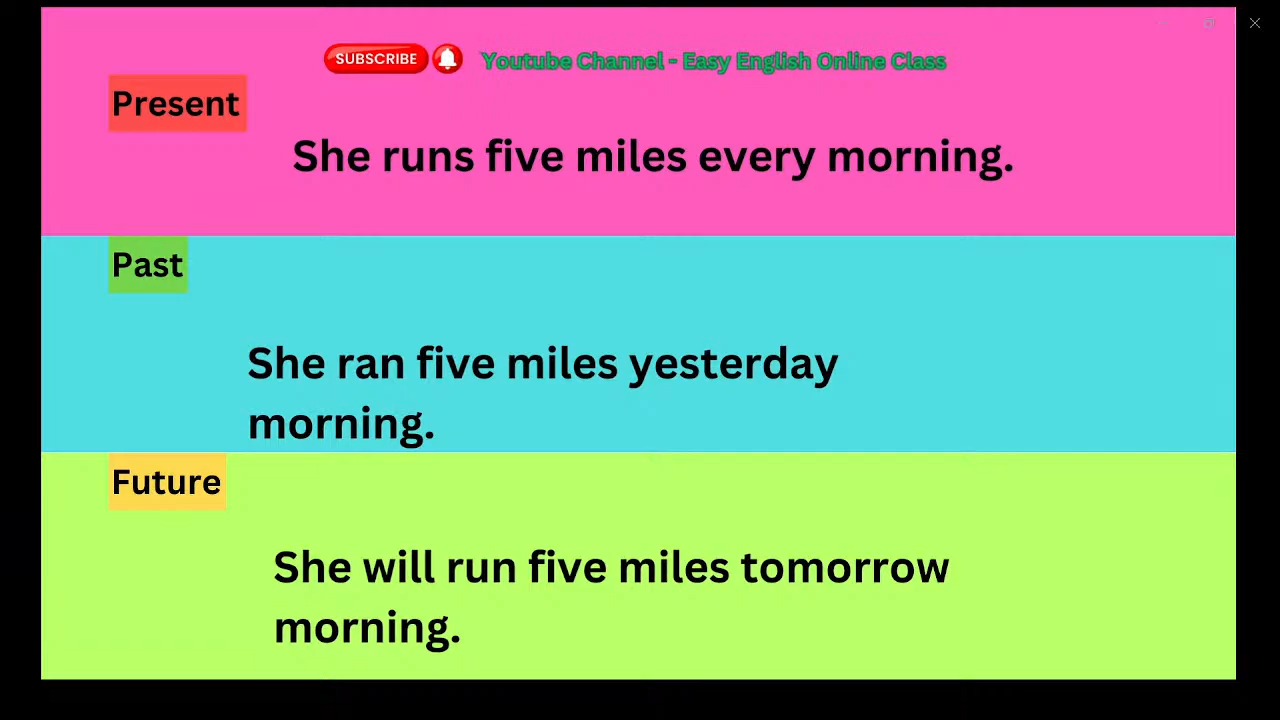 SUBSCRIBE Youtube Channel - Easy English Online Class
Present
She runs five miles every morning.
Past
She ran five miles yesterday
morning.
Future
She will run five miles tomorrow
morning.